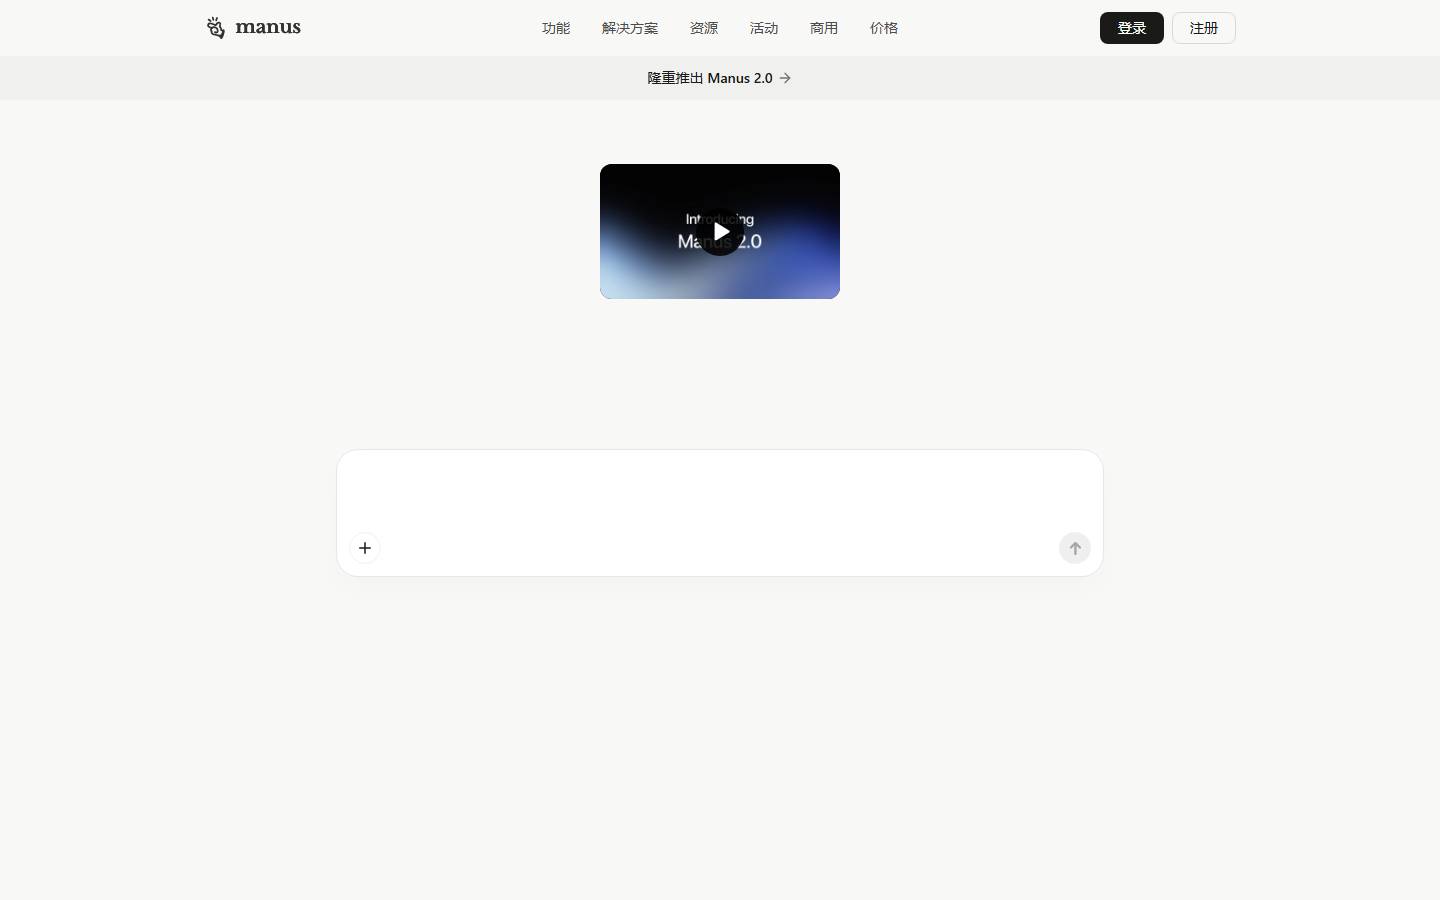 manus
功能 解决方案 资源 活动 商用 价格
登录 注册
隆重推出 Manus 2.0
Introducing
Manus 2.0